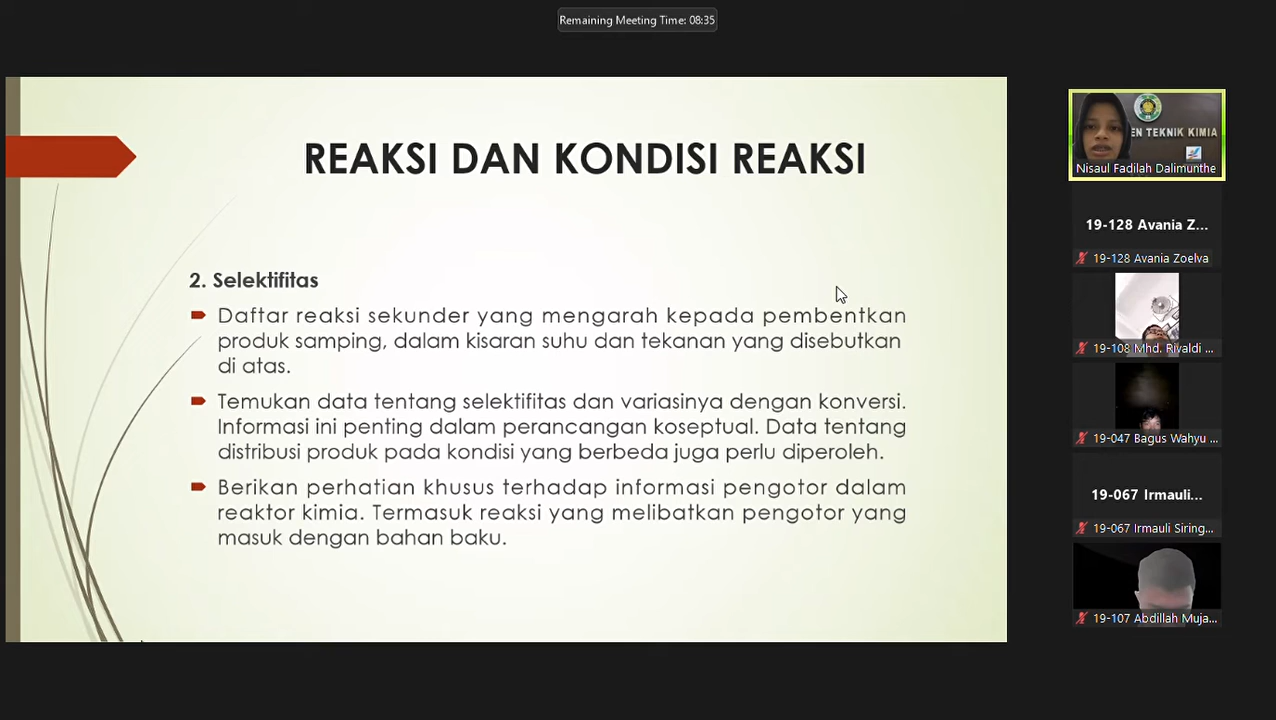 Remaining Meeting Time: 08:35
REAKSI DAN KONDISI REAKSI
2. Selektifitas
Daftar reaksi sekunder yang mengarah kepada pembentkan
produk samping, dalam kisaran suhu dan tekanan yang disebutkan
di atas.
Temukan data tentang selektifitas dan variasinya dengan konversi.
Informasi ini penting dalam perancangan koseptual. Data tentang
distribusi produk pada kondisi yang berbeda juga perlu diperoleh.
Berikan perhatian khusus terhadap informasi pengotor dalam
reaktor kimia. Termasuk reaksi yang melibatkan pengotor yang
masuk dengan bahan baku.
EN TEKNIK KIMIA
Nisaul Fadilah Dalimunthe
19-128 Avania Z...
19-128 Avania Zoelva
19-108 Mhd. Rivaldi ...
19-047 Bagus Wahyu ...
19-067 Irmauli...
19-067 Irmauli Siring...
19-107 Abdillah Muja...